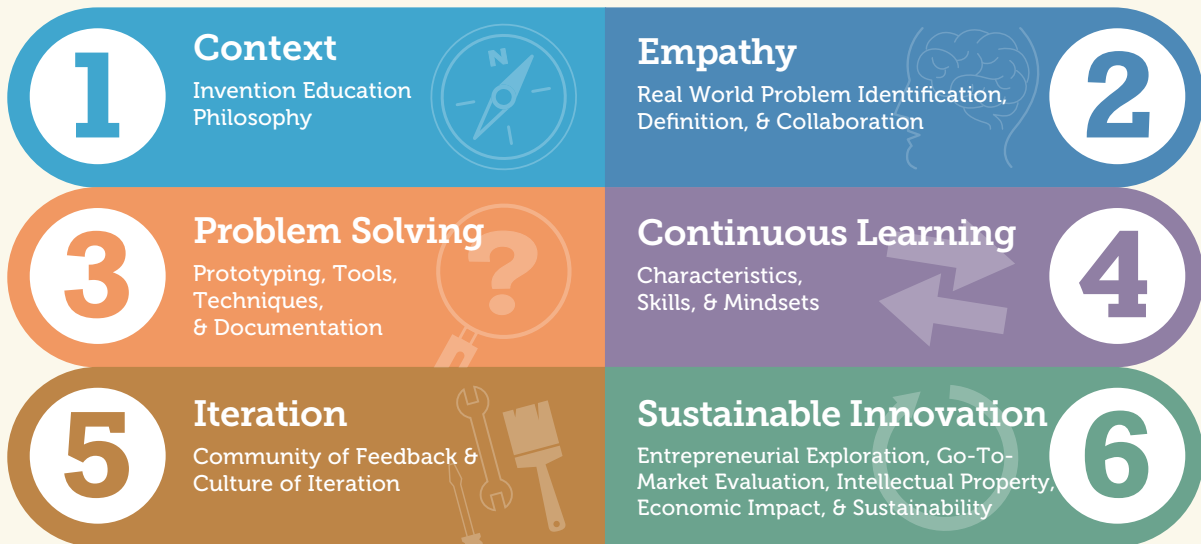 1
Context
Invention Education
Philosophy
N
Empathy
Real World Problem Identification,
Definition, & Collaboration
2
3
Problem Solving
Prototyping, Tools,
Techniques,
& Documentation
?
Continuous Learning
Characteristics,
Skills, & Mindsets
4
5
Iteration
Community of Feedback &
Culture of Iteration
Sustainable Innovation
Entrepreneurial Exploration, Go-To-
Market Evaluation, Intellectual Property,
Economic Impact, & Sustainability
6